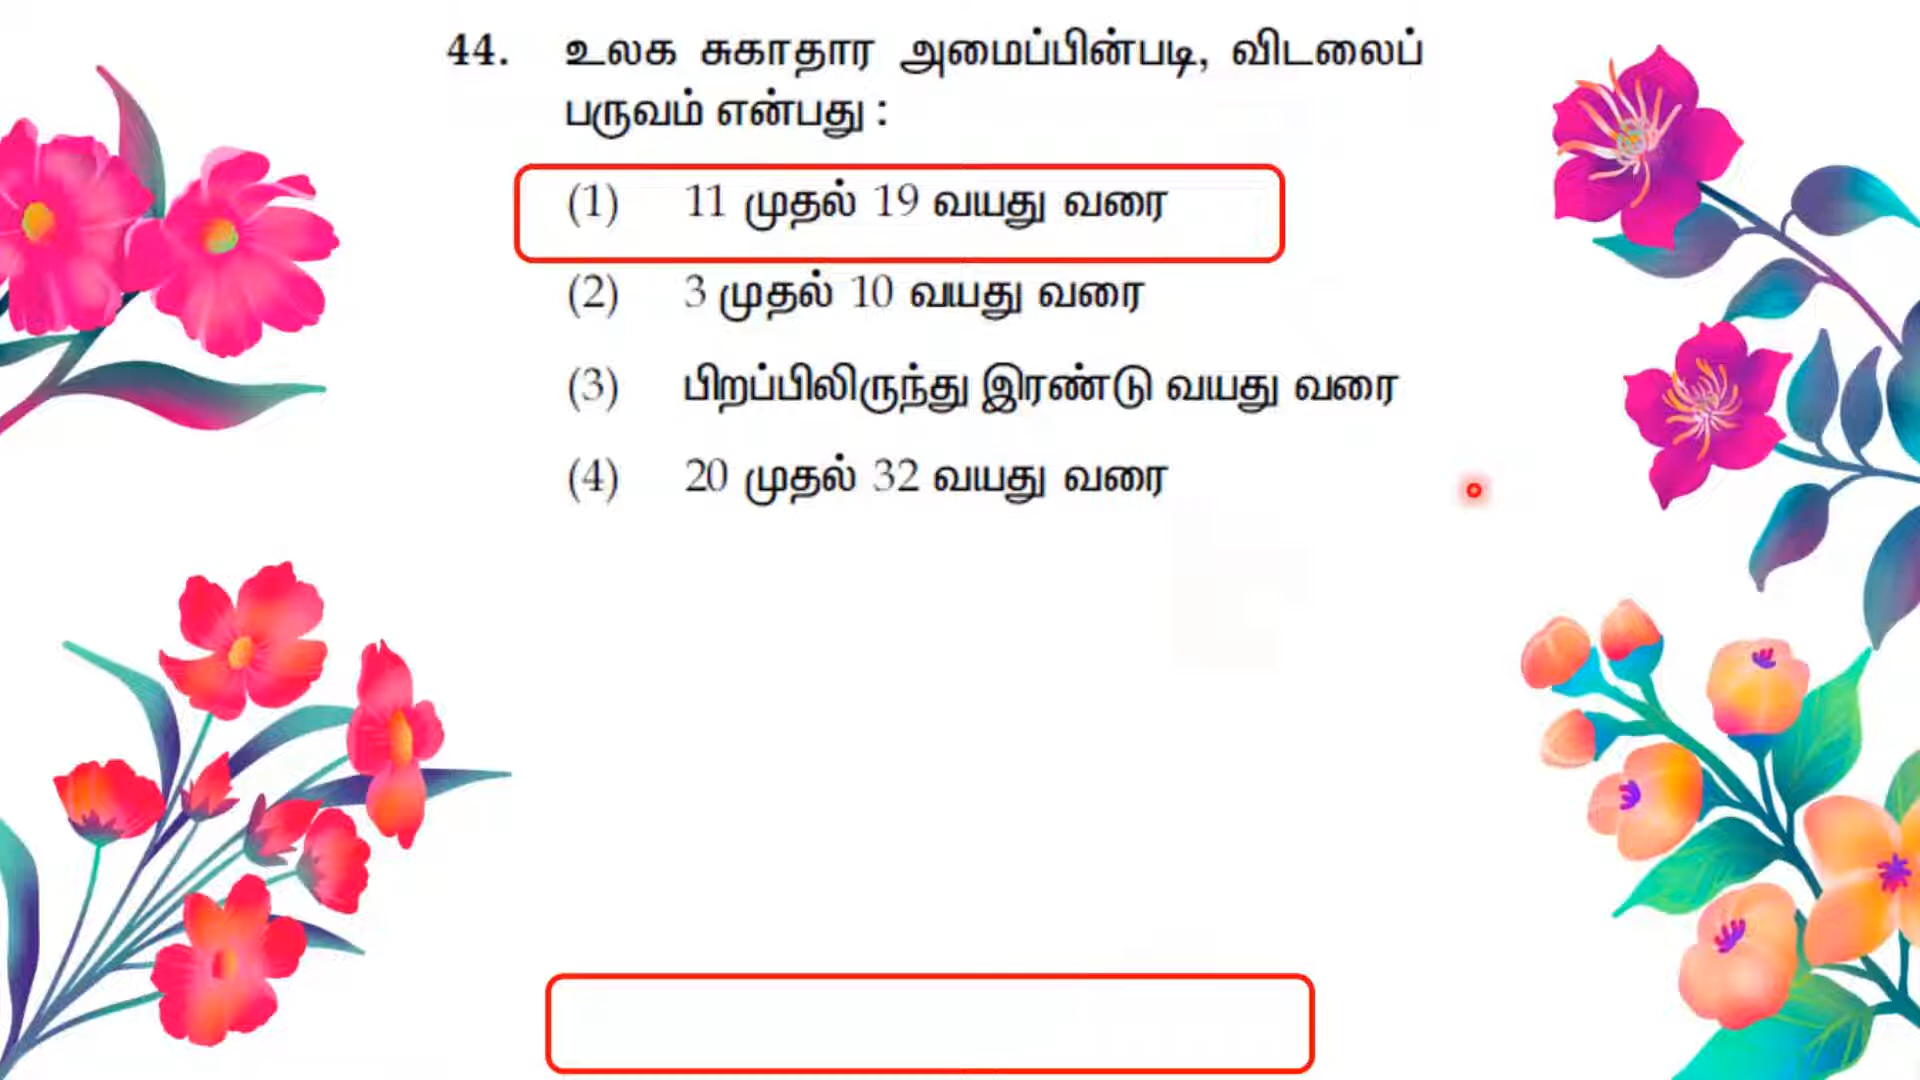 44. உலக சுகாதார அமைப்பின்படி, விடலைப்
பருவம் என்பது :
(1) 11 முதல் 19 வயது வரை
(2) 3 முதல் 10 வயது வரை
(3) பிறப்பிலிருந்து இரண்டு வயது வரை
(4) 20 முதல் 32 வயது வரை